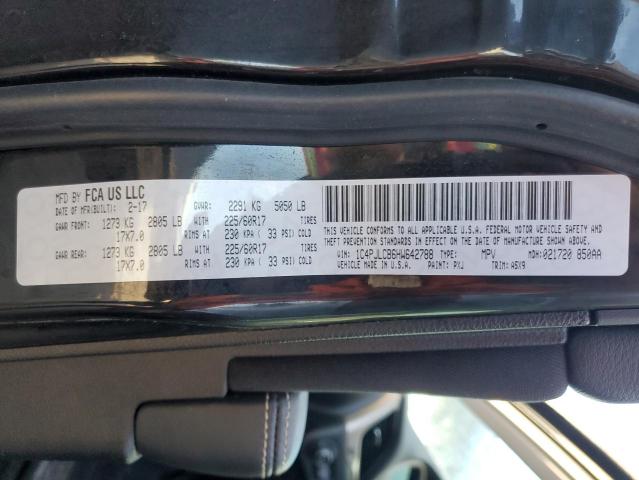 MFD BY FCA US LLC
DATE OF MFR(BUILT): 2-17 GVWR: 2291 KG 5050 LB
GAWR FRONT: 1273 KG 2805 LB WITH 225/60R17 TIRES
17X7.0 RIMS AT 230 KPA ( 33 PSI) COLD
GAWR REAR: 1273 KG 2805 LB WITH 225/60R17 TIRES
17X7.0 RIMS AT 230 KPA ( 33 PSI) COLD
THIS VEHICLE CONFORMS TO ALL APPLICABLE U.S.A. FEDERAL MOTOR VEHICLE SAFETY AND
THEFT PREVENTION STANDARDS IN EFFECT ON THE DATE OF MANUFACTURE SHOWN ABOVE.
VIN: 1C4PJLCB6HW642788 TYPE: MPV MDH: 021720 850AA
VEHICLE MADE IN U.S.A. PAINT: PXJ TRIM: A5X9